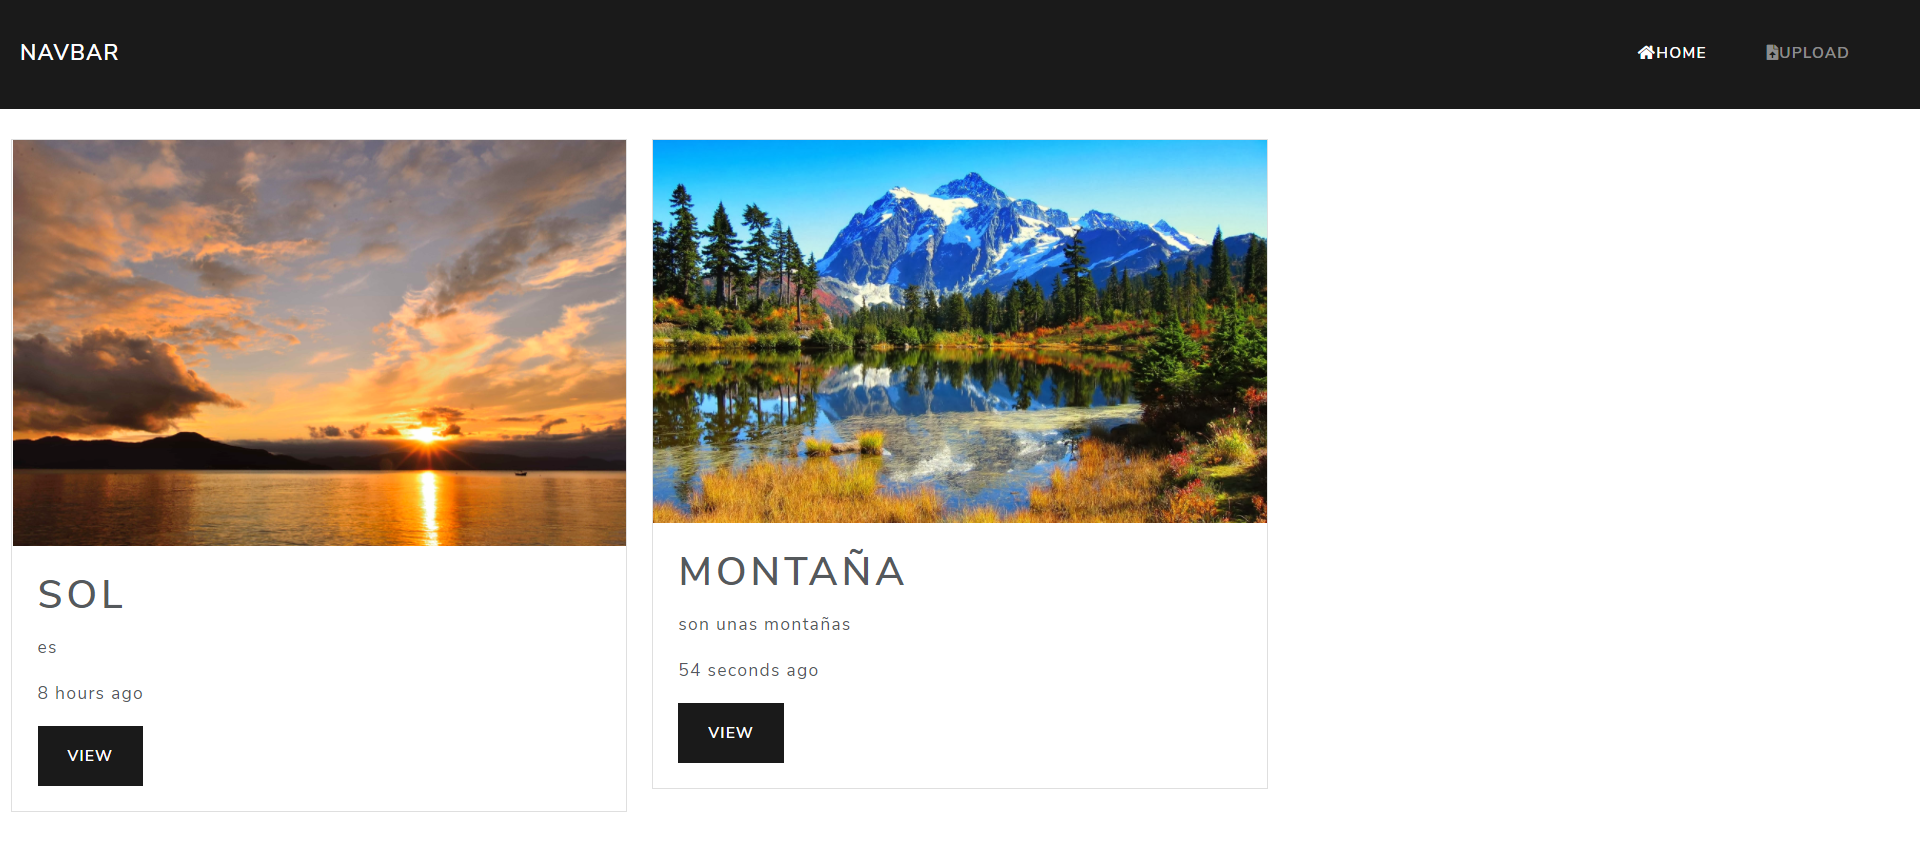 NAVBAR
HOME
UPLOAD
SOL
es
8 hours ago
VIEW
MONTAÑA
son unas montañas
54 seconds ago
VIEW